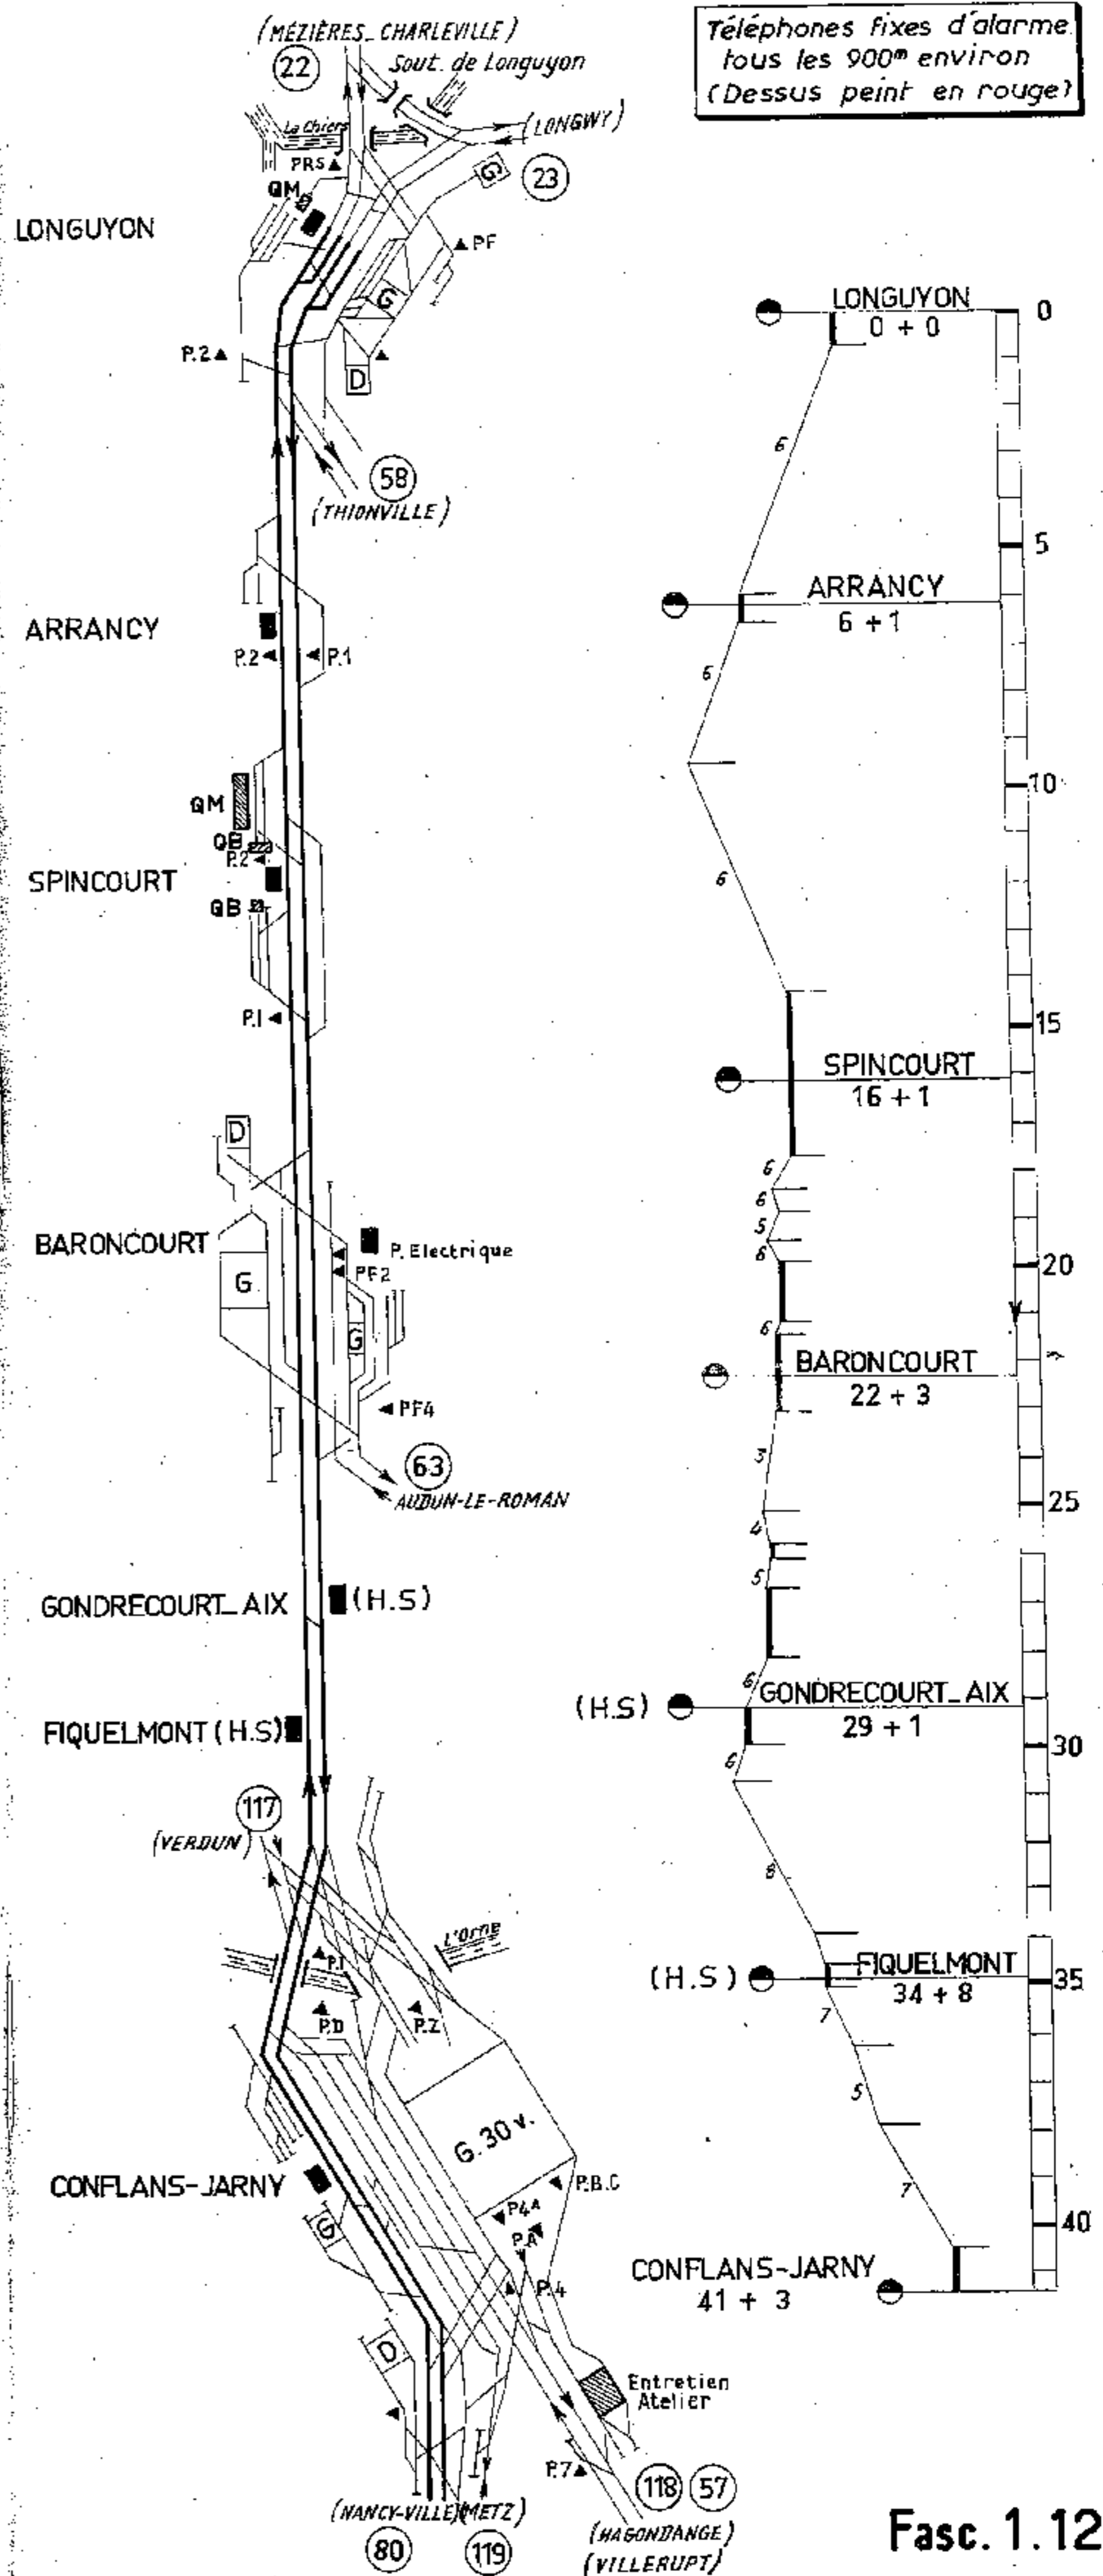 (MÉZIÈRES_CHARLEVILLE)
22
Sout. de Longuyon
Téléphones fixes d'alarme
tous les 900m environ
(Dessus peint en rouge)
La Chiers
(LONGWY)
PRS
G
23
QM
LONGUYON
PF
G
P.2
D
58
(THIONVILLE)
ARRANCY
P.2
P.1
QM
QB
P.2
SPINCOURT
QB
P.1
D
BARONCOURT
P. Electrique
G
PF2
G
PF4
63
AUDUN-LE-ROMAN
GONDRECOURT_AIX
(H.S)
FIQUELMONT (H.S)
117
(VERDUN)
L'Orne
P.1
P.D
P.Z
G. 30 v.
CONFLANS-JARNY
P.B.C
G
P4A
P.A
P.4
D
Entretien
Atelier
P.7
118
57
(NANCY-VILLE)
(METZ)
80
119
(HAGONDANGE)
(VILLERUPT)
LONGUYON
0 + 0
0
6
5
ARRANCY
6 + 1
6
10
6
15
SPINCOURT
16 + 1
6
6
5
6
20
6
BARONCOURT
22 + 3
3
25
4
5
6
(H.S)
GONDRECOURT_AIX
29 + 1
30
6
8
(H.S)
FIQUELMONT
34 + 8
35
7
5
7
40
CONFLANS-JARNY
41 + 3
Fasc. 1.12